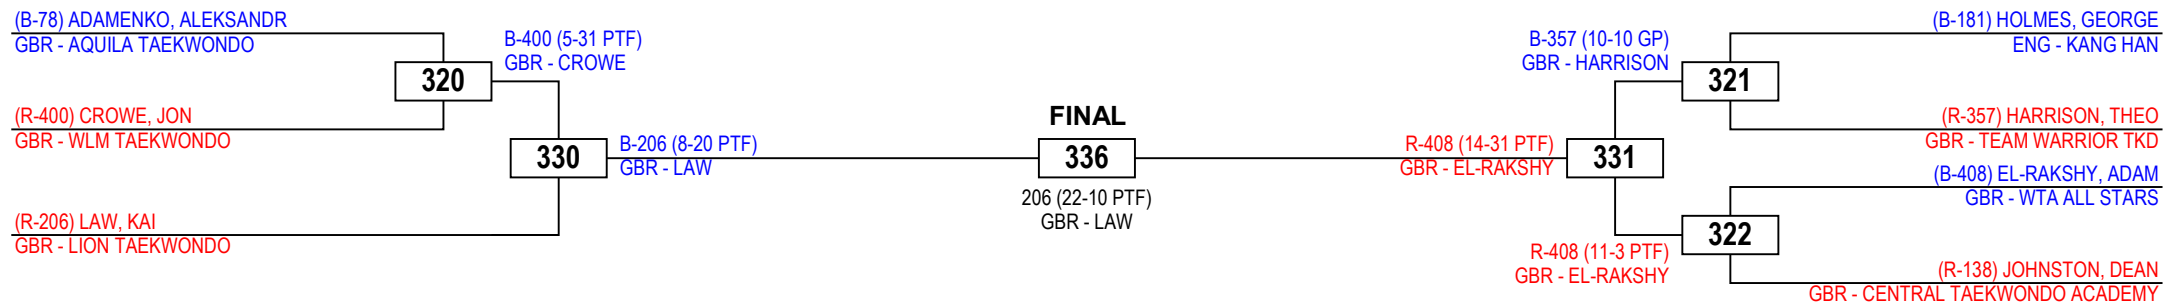 (B-78) ADAMENKO, ALEKSANDR
GBR - AQUILA TAEKWONDO
B-400 (5-31 PTF)
GBR - CROWE
320
(R-400) CROWE, JON
GBR - WLM TAEKWONDO
330
B-206 (8-20 PTF)
GBR - LAW
(R-206) LAW, KAI
GBR - LION TAEKWONDO
FINAL
336
206 (22-10 PTF)
GBR - LAW
(B-181) HOLMES, GEORGE
ENG - KANG HAN
B-357 (10-10 GP)
GBR - HARRISON
321
(R-357) HARRISON, THEO
GBR - TEAM WARRIOR TKD
R-408 (14-31 PTF)
GBR - EL-RAKSHY
331
(B-408) EL-RAKSHY, ADAM
GBR - WTA ALL STARS
322
R-408 (11-3 PTF)
GBR - EL-RAKSHY
(R-138) JOHNSTON, DEAN
GBR - CENTRAL TAEKWONDO ACADEMY